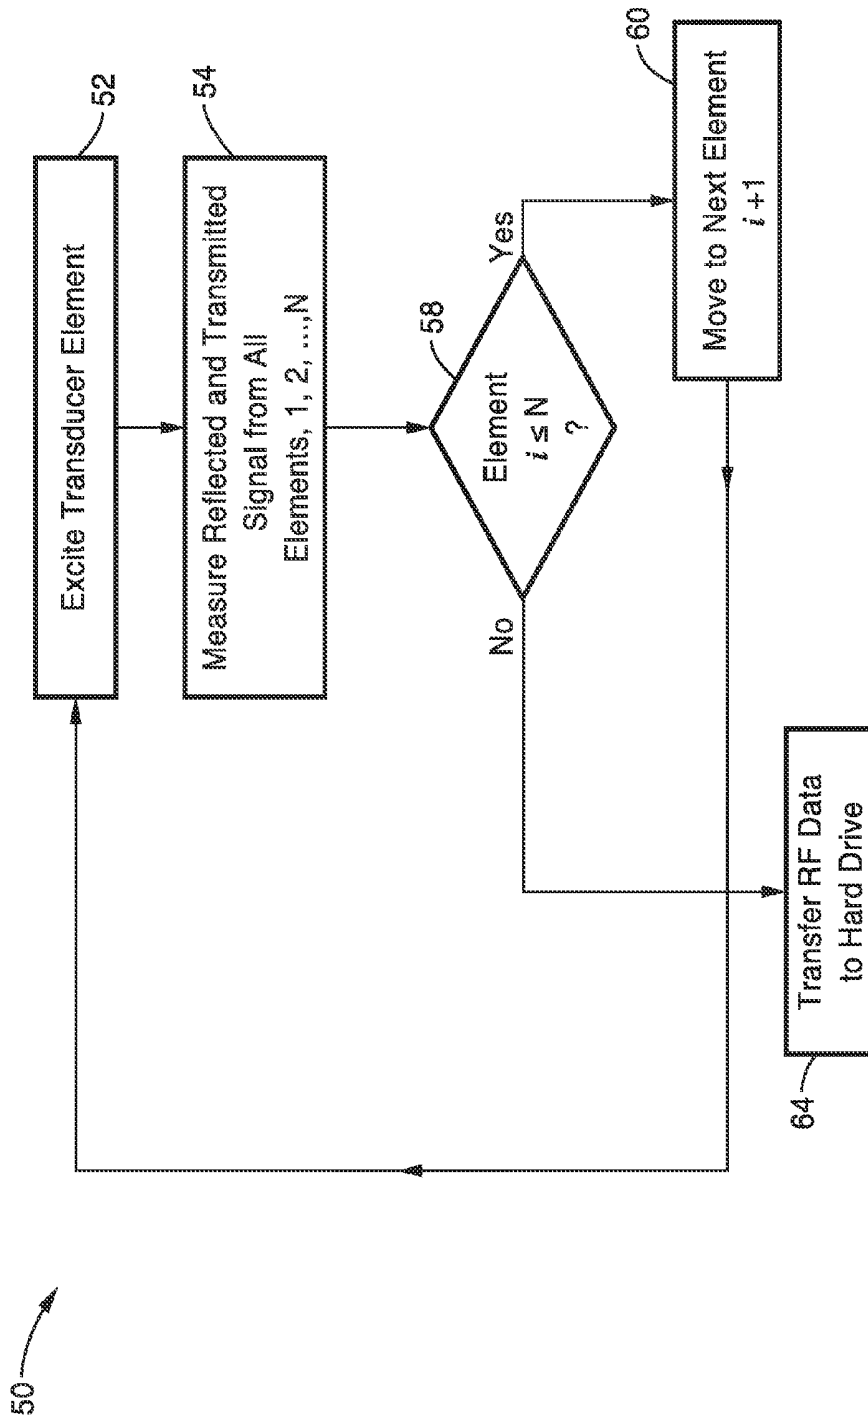 50
52
Excite Transducer Element
54
Measure Reflected and Transmitted
Signal from All
Elements, 1, 2, ...,N
58
Element
i ≤ N
?
No
Yes
60
Move to Next Element
i +1
64
Transfer RF Data
to Hard Drive